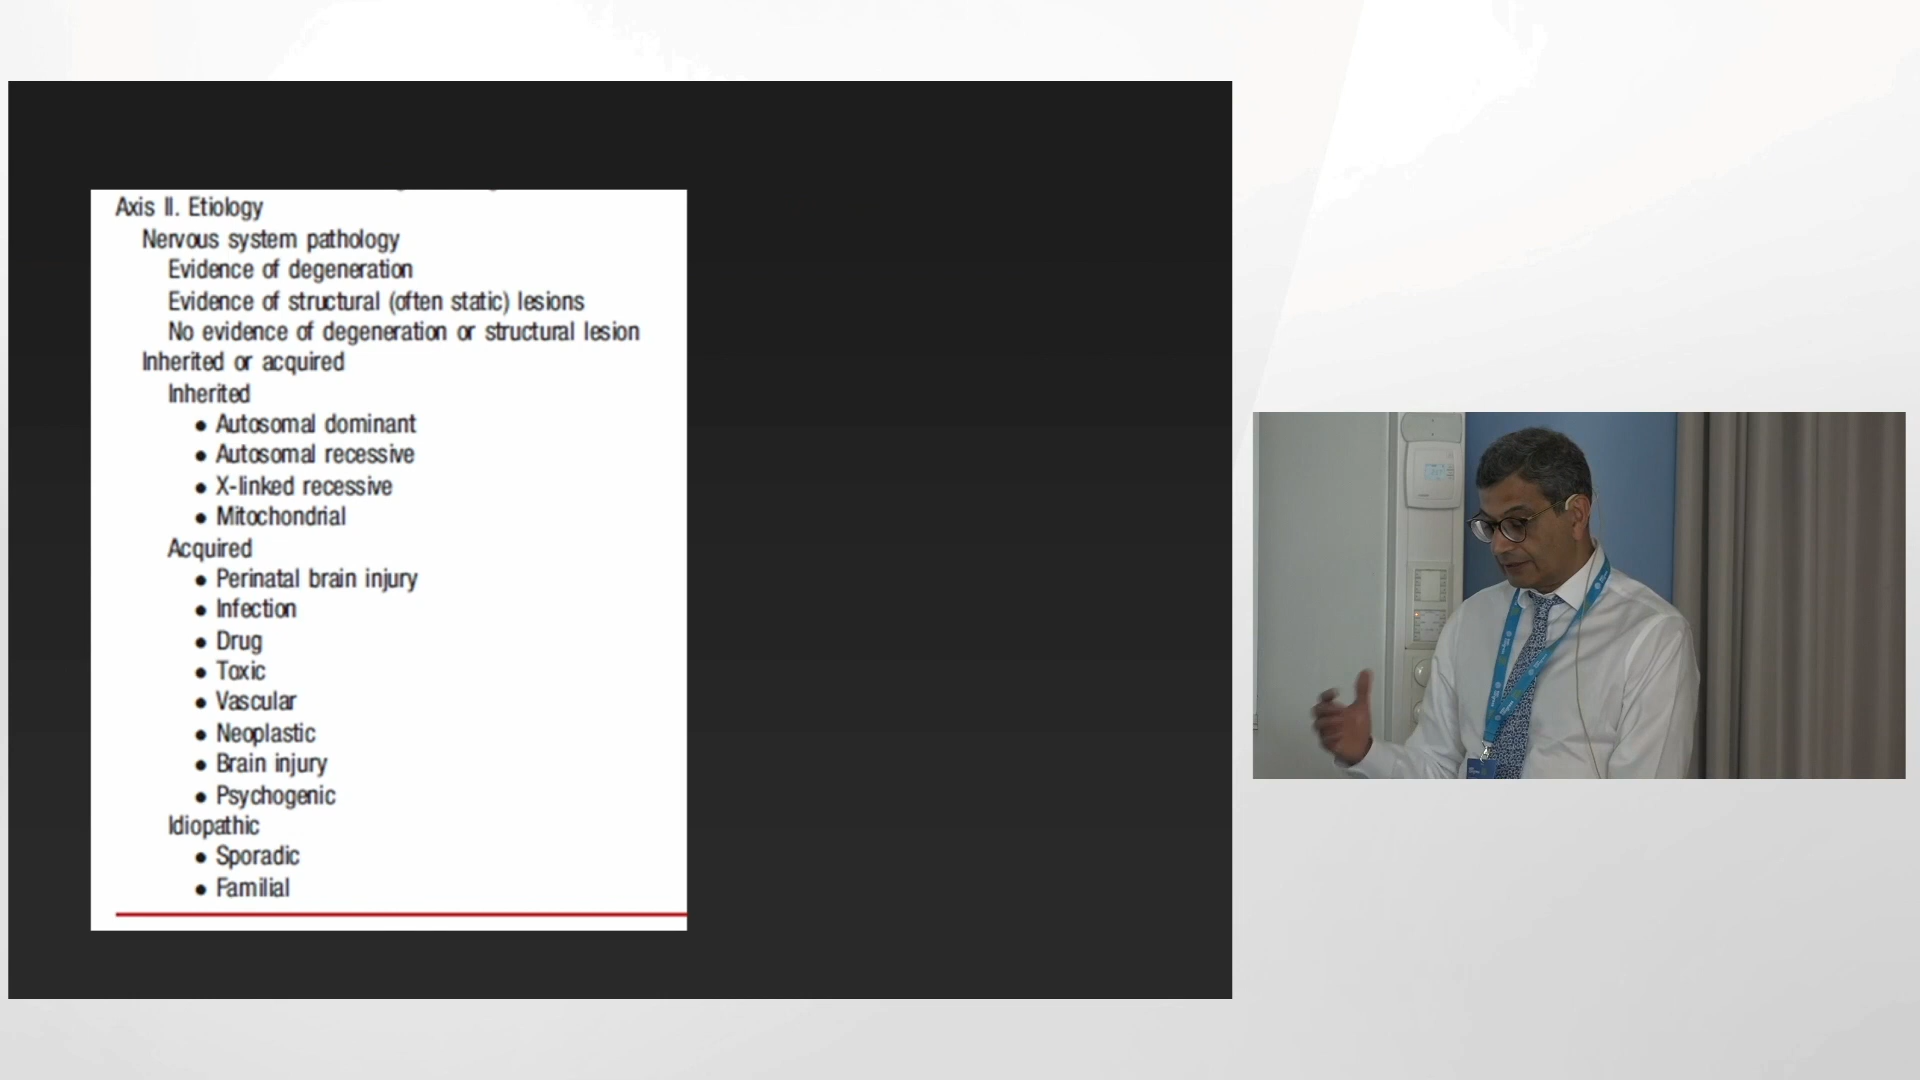 Axis II. Etiology
Nervous system pathology
Evidence of degeneration
Evidence of structural (often static) lesions
No evidence of degeneration or structural lesion
Inherited or acquired
Inherited
• Autosomal dominant
• Autosomal recessive
• X-linked recessive
• Mitochondrial
Acquired
• Perinatal brain injury
• Infection
• Drug
• Toxic
• Vascular
• Neoplastic
• Brain injury
• Psychogenic
Idiopathic
• Sporadic
• Familial